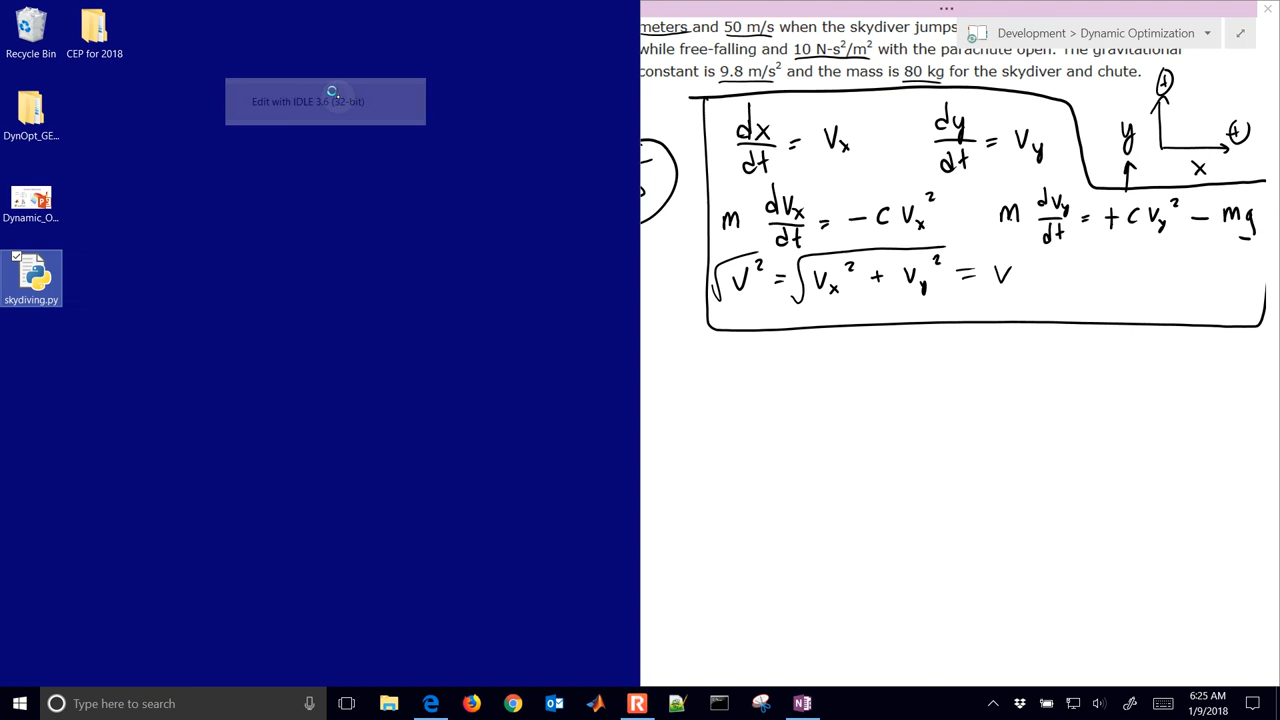 Recycle Bin
CEP for 2018
DynOpt_GE...
Dynamic_O...
skydiving.py
Edit with IDLE 3.6 (32-bit)
meters and 50 m/s when the skydiver jumps
Development > Dynamic Optimization
while free-falling and 10 N-s²/m² with the parachute open. The gravitational
constant is 9.8 m/s² and the mass is 80 kg for the skydiver and chute.
dx/dt = Vx
dy/dt = Vy
y
x
+
+
m dVx/dt = - C Vx²
m dVy/dt = + C Vy² - mg
√V² = √Vx² + Vy² = V
Type here to search
6:25 AM
1/9/2018